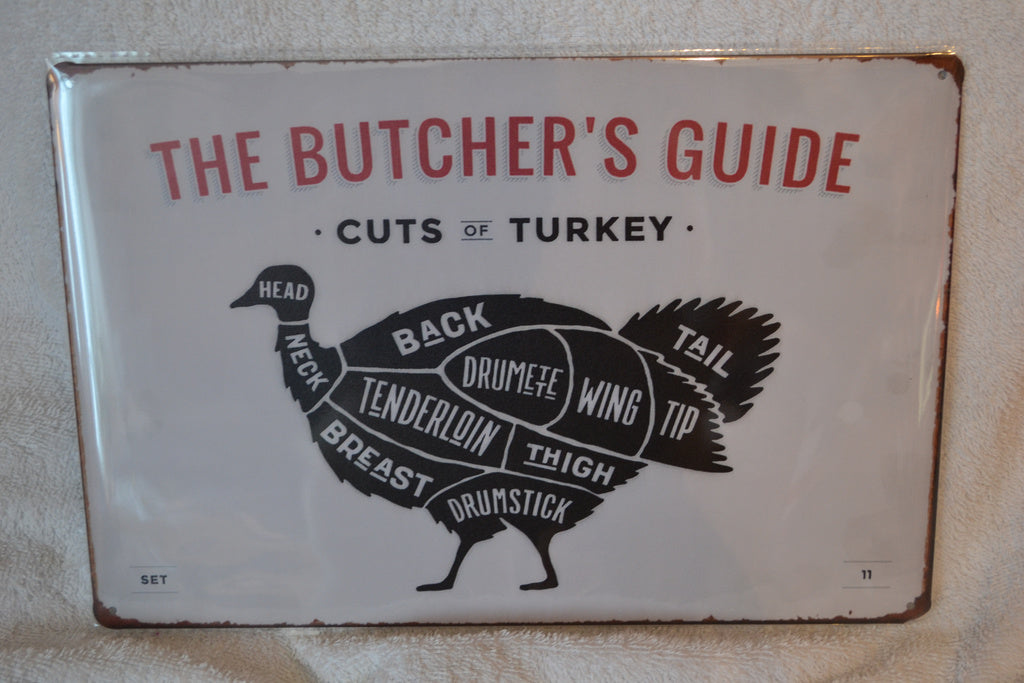 THE BUTCHER'S GUIDE
· CUTS OF TURKEY ·
HEAD
NECK
BACK
DRUMETTE
WING
TIP
TAIL
TENDERLOIN
BREAST
THIGH
DRUMSTICK
SET
11